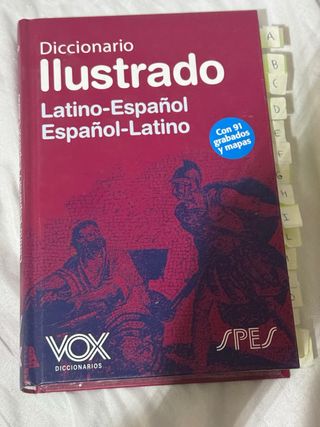 Diccionario
Ilustrado
Latino-Español
Español-Latino
Con 91
grabados
y mapas
VOX
DICCIONARIOS
SPES
A
B
C
D
E
F
G
H
I
L